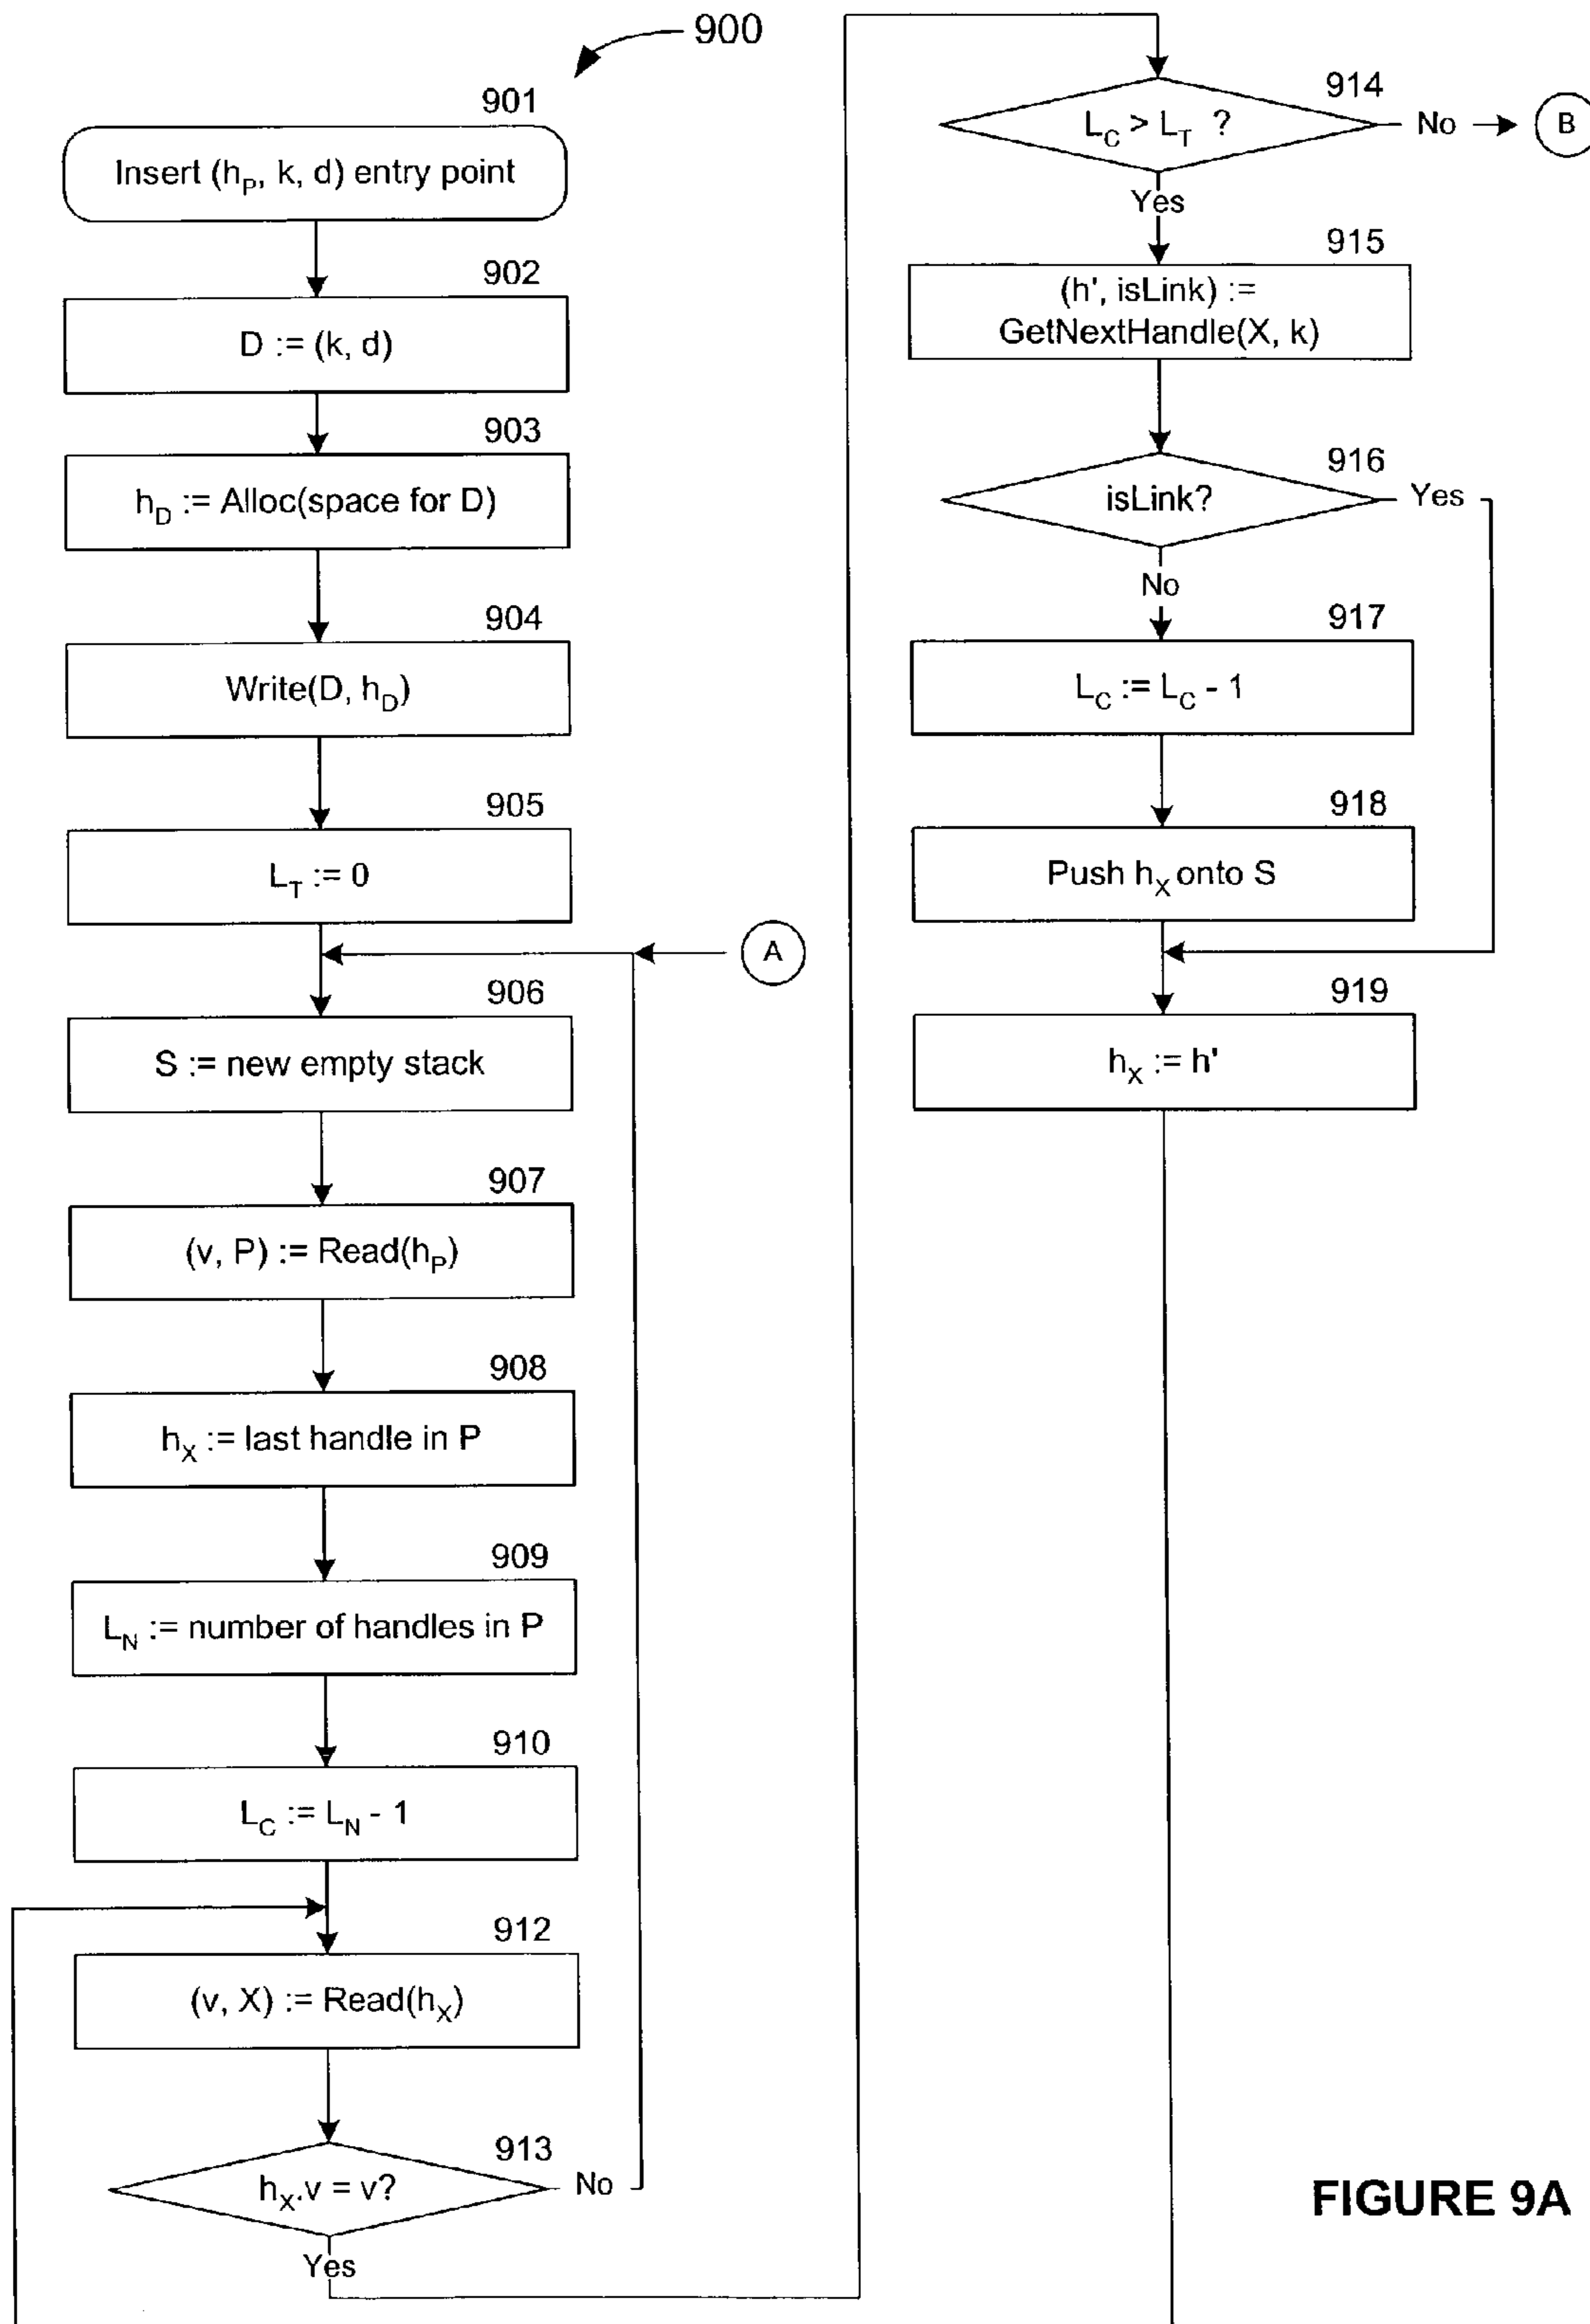 900
901
Insert (hP, k, d) entry point
902
D := (k, d)
903
hD := Alloc(space for D)
904
Write(D, hD)
905
LT := 0
A
906
S := new empty stack
907
(v, P) := Read(hP)
908
hX := last handle in P
909
LN := number of handles in P
910
LC := LN - 1
912
(v, X) := Read(hX)
913
hX.v = v?
No
Yes
914
LC > LT ?
No
B
Yes
915
(h', isLink) :=
GetNextHandle(X, k)
916
isLink?
Yes
No
917
LC := LC - 1
918
Push hX onto S
919
hX := h'
FIGURE 9A